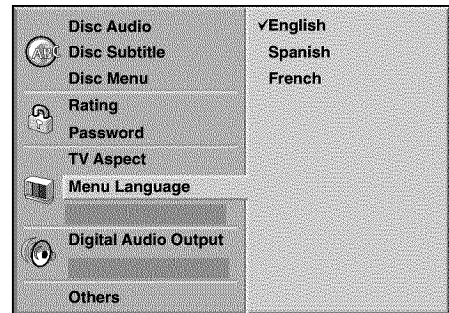 Disc Audio
Disc Subtitle
Disc Menu
Rating
Password
TV Aspect
Menu Language
Digital Audio Output
Others
✓English
Spanish
French